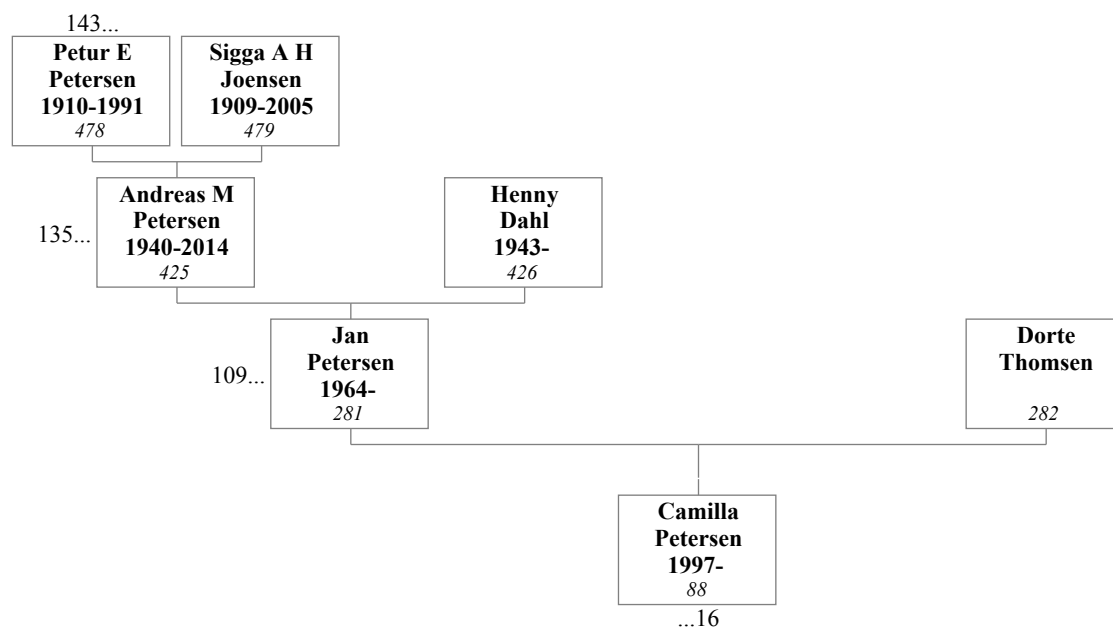 143...
Petur E
Petersen
1910-1991
478
Sigga A H
Joensen
1909-2005
479
135...
Andreas M
Petersen
1940-2014
425
Henny
Dahl
1943-
426
109...
Jan
Petersen
1964-
281
Dorte
Thomsen
282
Camilla
Petersen
1997-
88
...16